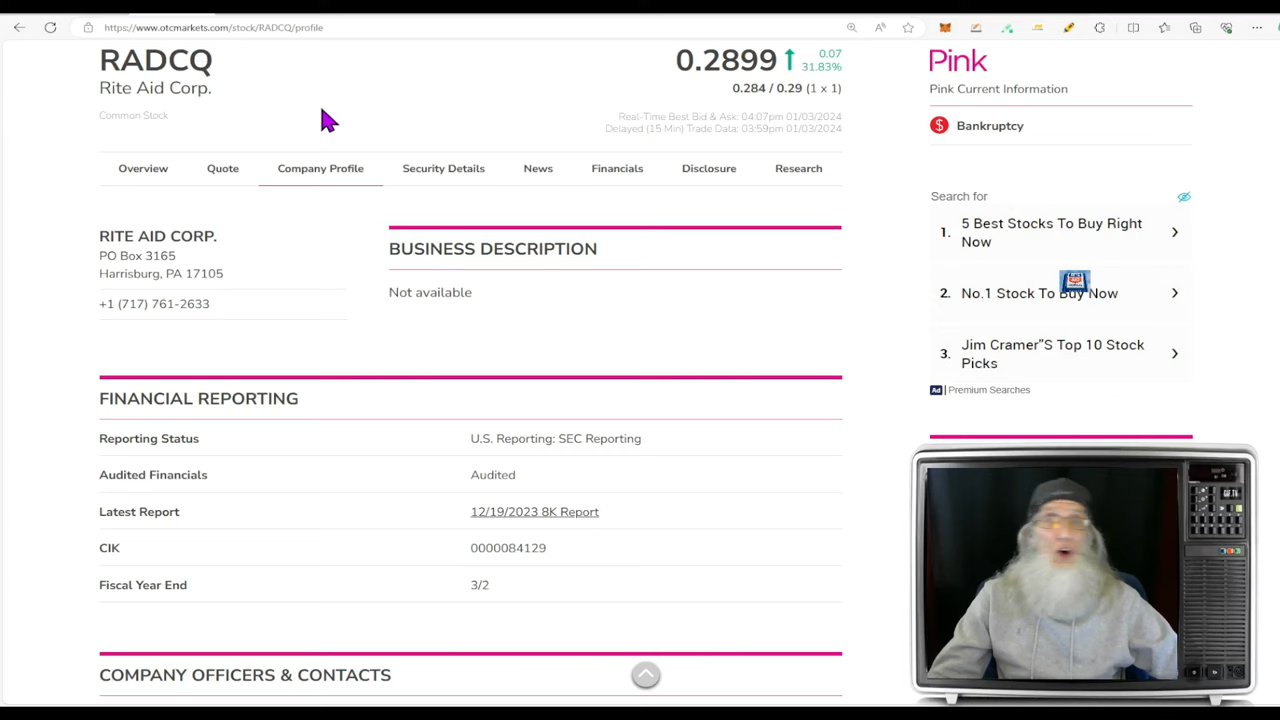 https://www.otcmarkets.com/stock/RADCQ/profile
RADCQ
Rite Aid Corp.
Common Stock
0.2899
0.07
31.83%
0.284 / 0.29 (1 x 1)
Real-Time Best Bid & Ask: 04:07pm 01/03/2024
Delayed (15 Min) Trade Data: 03:59pm 01/03/2024
Pink
Pink Current Information
Bankruptcy
Overview Quote Company Profile Security Details News Financials Disclosure Research
RITE AID CORP.
PO Box 3165
Harrisburg, PA 17105
+1 (717) 761-2633
BUSINESS DESCRIPTION
Not available
Search for
1. 5 Best Stocks To Buy Right
Now
2. No.1 Stock To Buy Now
3. Jim Cramer"S Top 10 Stock
Picks
Ad Premium Searches
FINANCIAL REPORTING
Reporting Status U.S. Reporting: SEC Reporting
Audited Financials Audited
Latest Report 12/19/2023 8K Report
CIK 0000084129
Fiscal Year End 3/2
COMPANY OFFICERS & CONTACTS